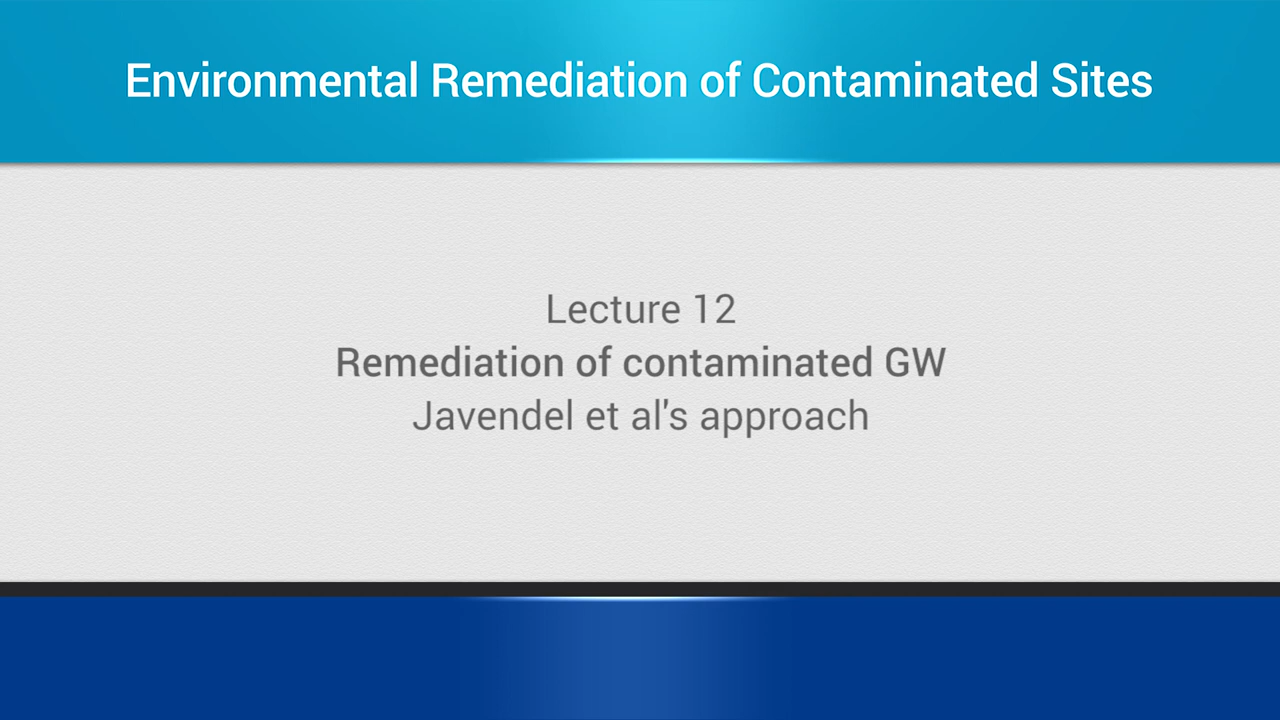 Environmental Remediation of Contaminated Sites
Lecture 12
Remediation of contaminated GW
Javendel et al's approach